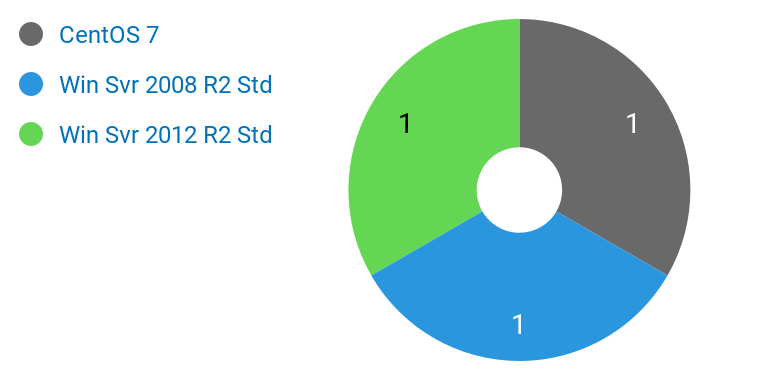 CentOS 7
Win Svr 2008 R2 Std
Win Svr 2012 R2 Std
1
1
1